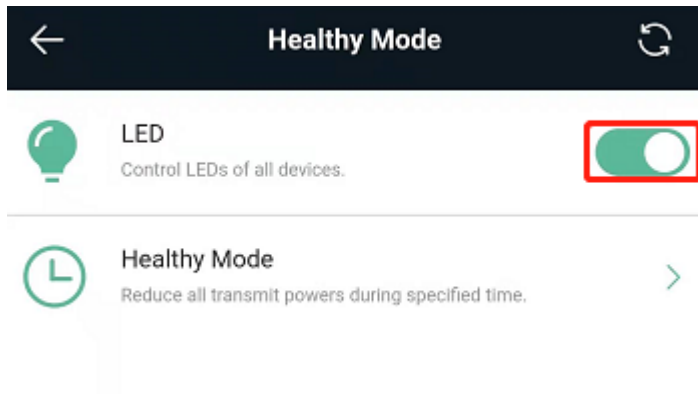 Healthy Mode
LED
Control LEDs of all devices.
Healthy Mode
Reduce all transmit powers during specified time.